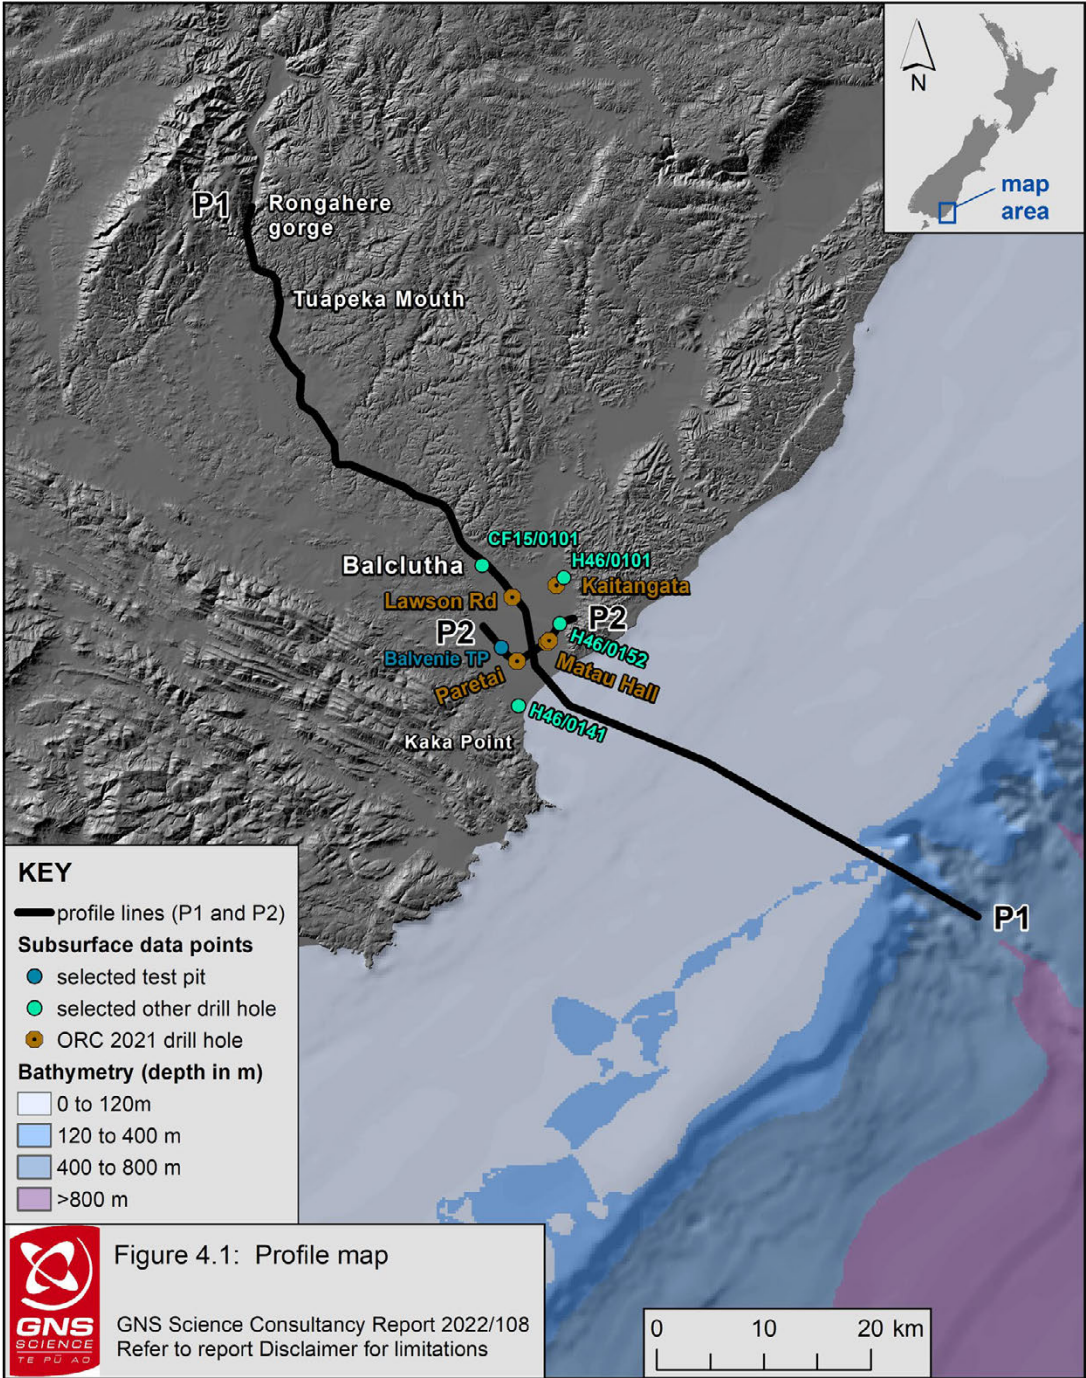 N
map
area
P1
Rongahere
gorge
Tuapeka Mouth
CF15/0101
H46/0101
Balclutha
Kaitangata
Lawson Rd
P2
P2
H46/0152
Balvenie TP
Matau Hall
Paretai
H46/0141
Kaka Point
P1
KEY
profile lines (P1 and P2)
Subsurface data points
selected test pit
selected other drill hole
ORC 2021 drill hole
Bathymetry (depth in m)
0 to 120m
120 to 400 m
400 to 800 m
>800 m
GNS
SCIENCE
TE PŪ AO
Figure 4.1: Profile map
GNS Science Consultancy Report 2022/108
Refer to report Disclaimer for limitations
0 10 20 km